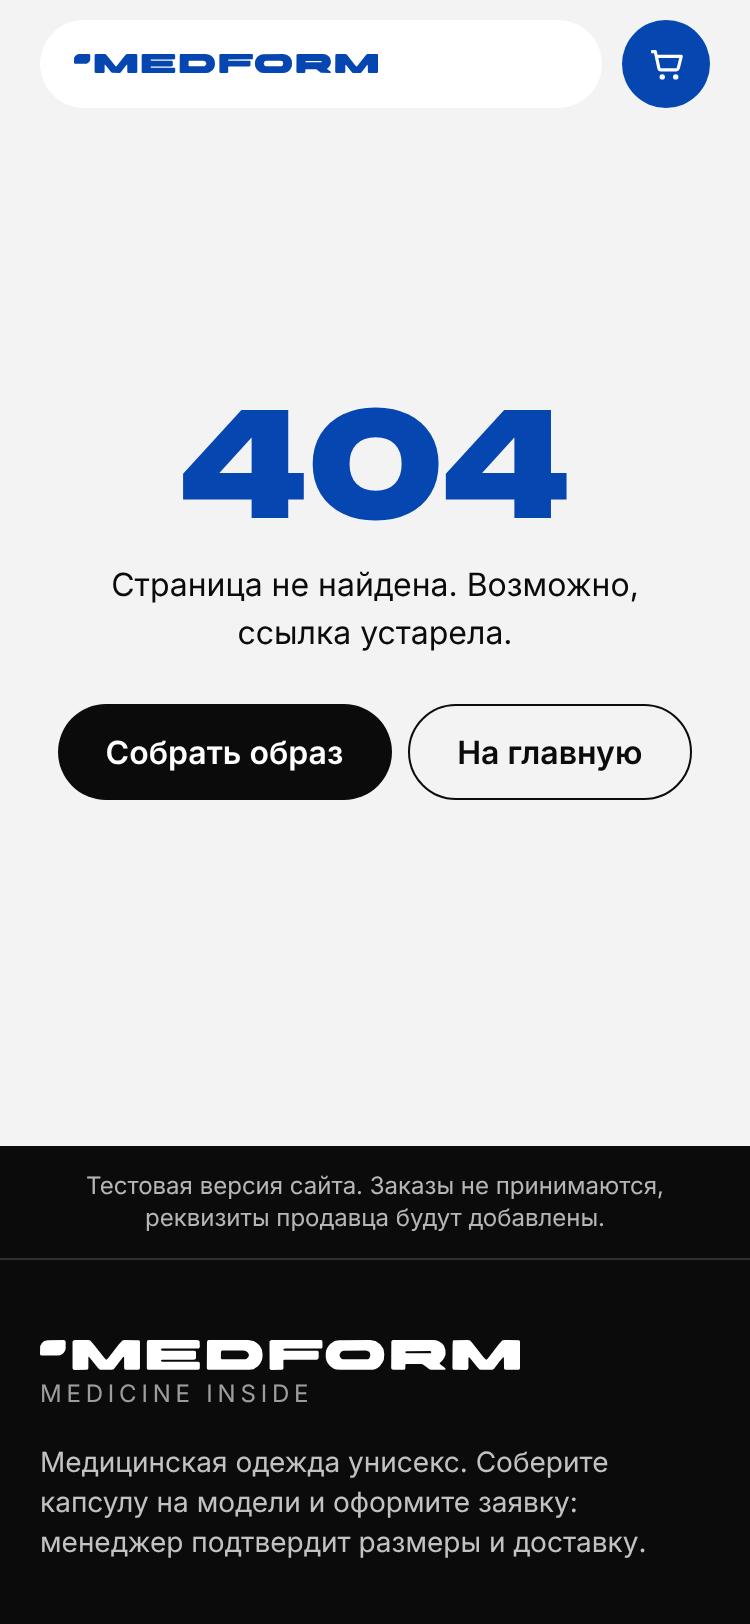 MEDFORM
404
Страница не найдена. Возможно,
ссылка устарела.
Собрать образ
На главную
Тестовая версия сайта. Заказы не принимаются,
реквизиты продавца будут добавлены.
MEDFORM
MEDICINE INSIDE
Медицинская одежда унисекс. Соберите
капсулу на модели и оформите заявку:
менеджер подтвердит размеры и доставку.